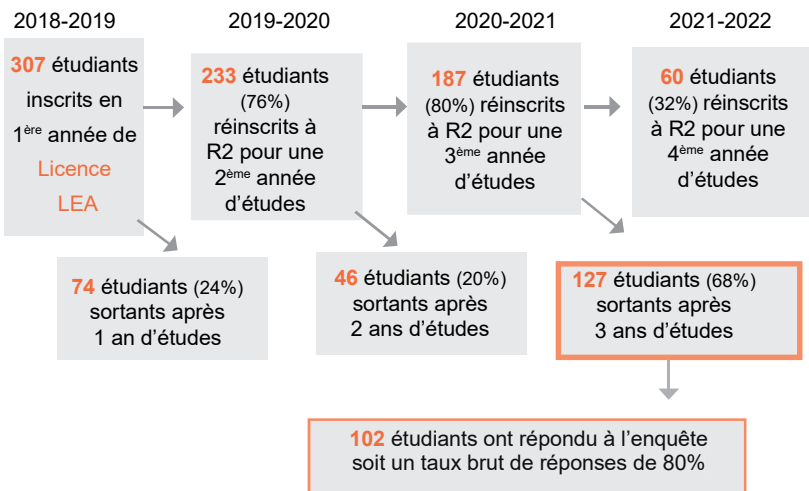 2018-2019
2019-2020
2020-2021
2021-2022
307 étudiants
inscrits en
1ère année de
Licence
LEA
233 étudiants
(76%)
réinscrits à
R2 pour une
2ème année
d’études
187 étudiants
(80%) réinscrits
à R2 pour une
3ème année
d’études
60 étudiants
(32%) réinscrits
à R2 pour une
4ème année
d’études
74 étudiants (24%)
sortants après
1 an d’études
46 étudiants (20%)
sortants après
2 ans d’études
127 étudiants (68%)
sortants après
3 ans d’études
102 étudiants ont répondu à l’enquête
soit un taux brut de réponses de 80%